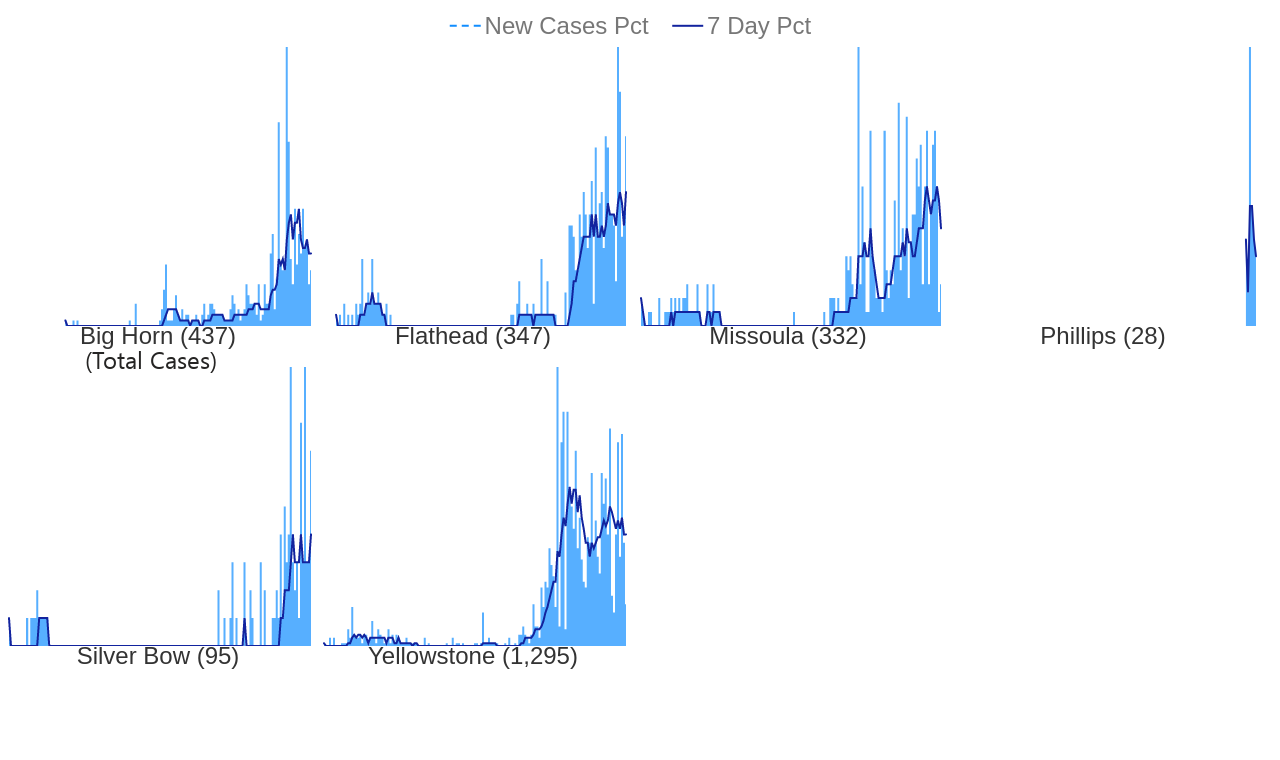 New Cases Pct 7 Day Pct
Big Horn (437) Flathead (347) Missoula (332) Phillips (28)
(Total Cases)
Silver Bow (95) Yellowstone (1,295)